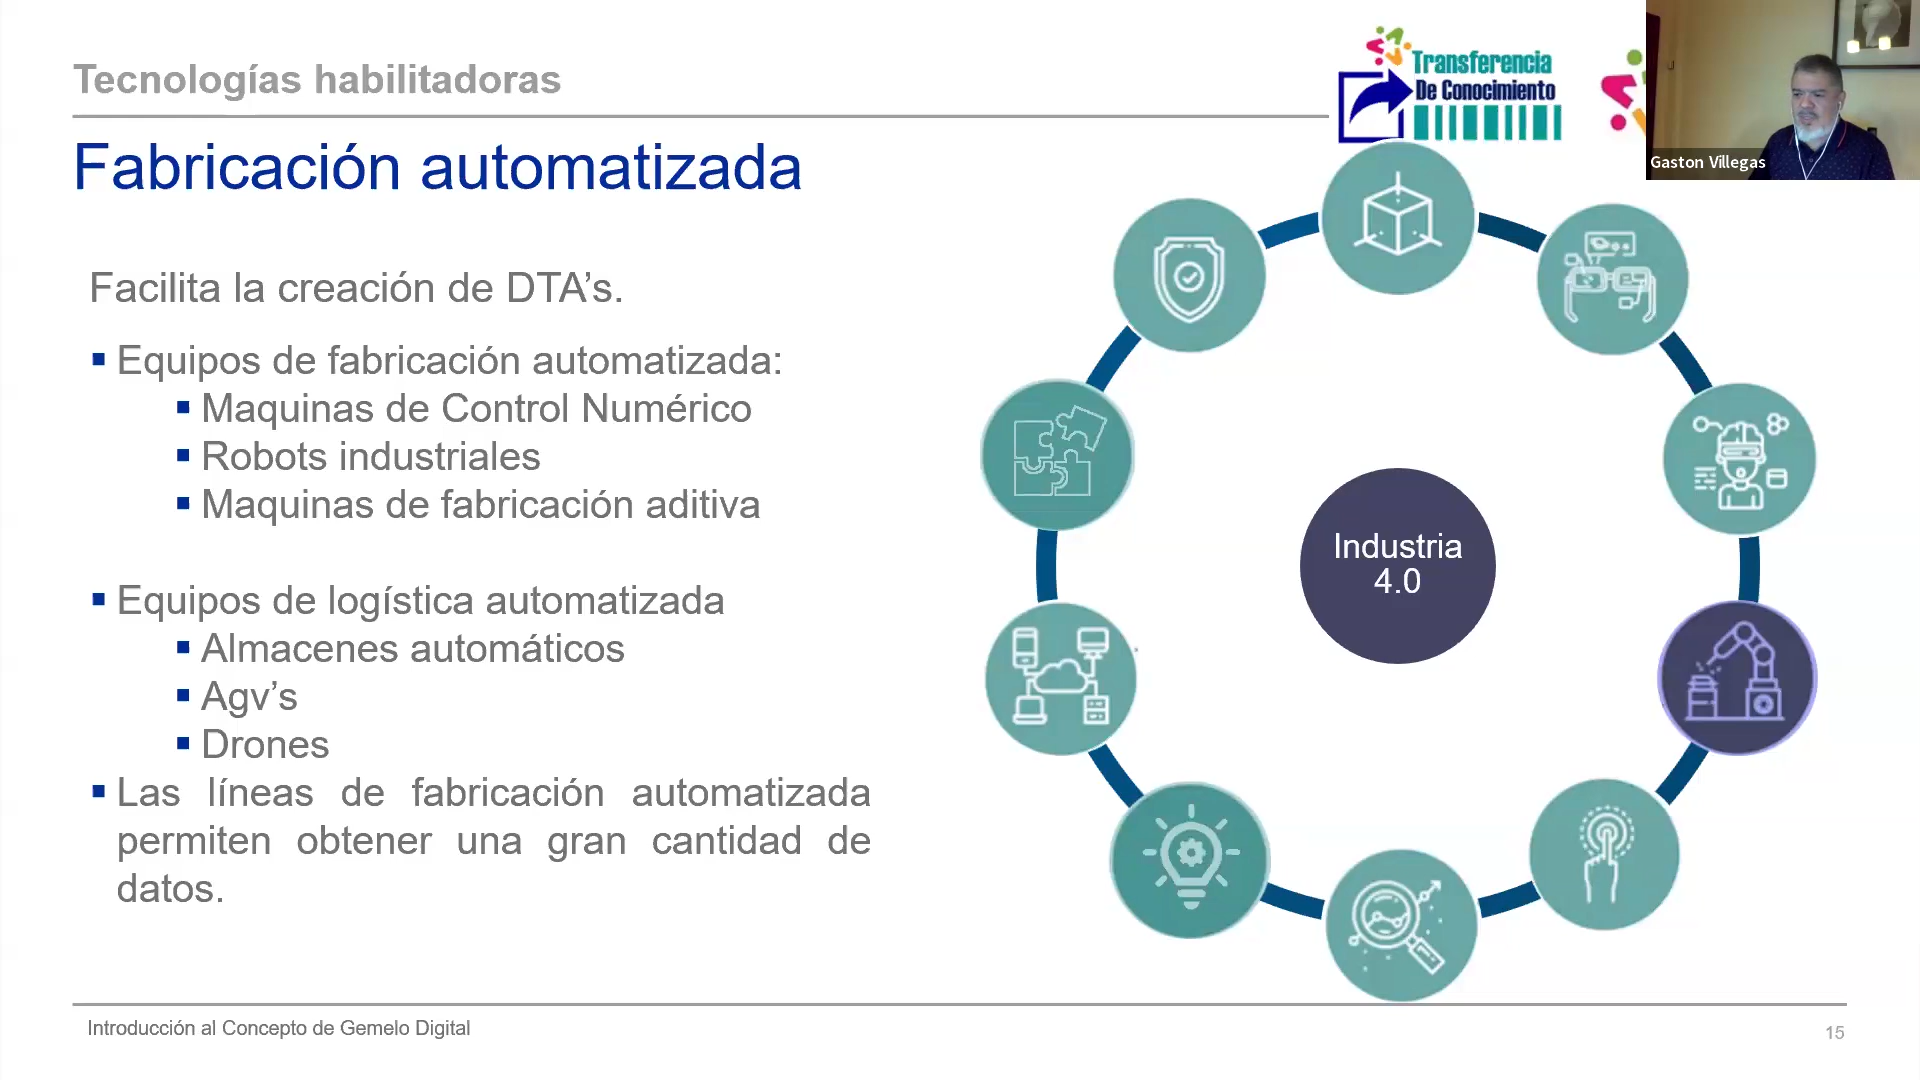 Tecnologías habilitadoras
Transferencia
De Conocimiento
Gaston Villegas
Fabricación automatizada
Facilita la creación de DTA’s.
Equipos de fabricación automatizada:
Maquinas de Control Numérico
Robots industriales
Maquinas de fabricación aditiva
Equipos de logística automatizada
Almacenes automáticos
Agv’s
Drones
Las líneas de fabricación automatizada
permiten obtener una gran cantidad de
datos.
Industria
4.0
Introducción al Concepto de Gemelo Digital
15